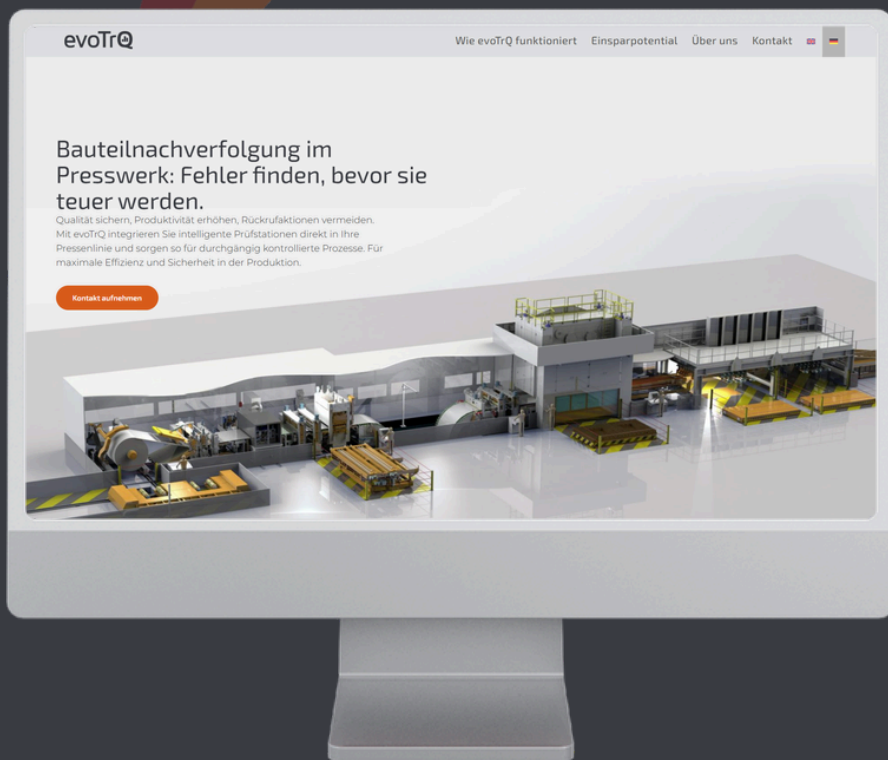 evoTrQ
Wie evoTrQ funktioniert Einsparpotential Über uns Kontakt
Bauteilnachverfolgung im
Presswerk: Fehler finden, bevor sie
teuer werden.
Qualität sichern, Produktivität erhöhen, Rückrufaktionen vermeiden.
Mit evoTrQ integrieren Sie intelligente Prüfstationen direkt in Ihre
Pressenlinie und sorgen so für durchgängig kontrollierte Prozesse. Für
maximale Effizienz und Sicherheit in der Produktion.
Kontakt aufnehmen